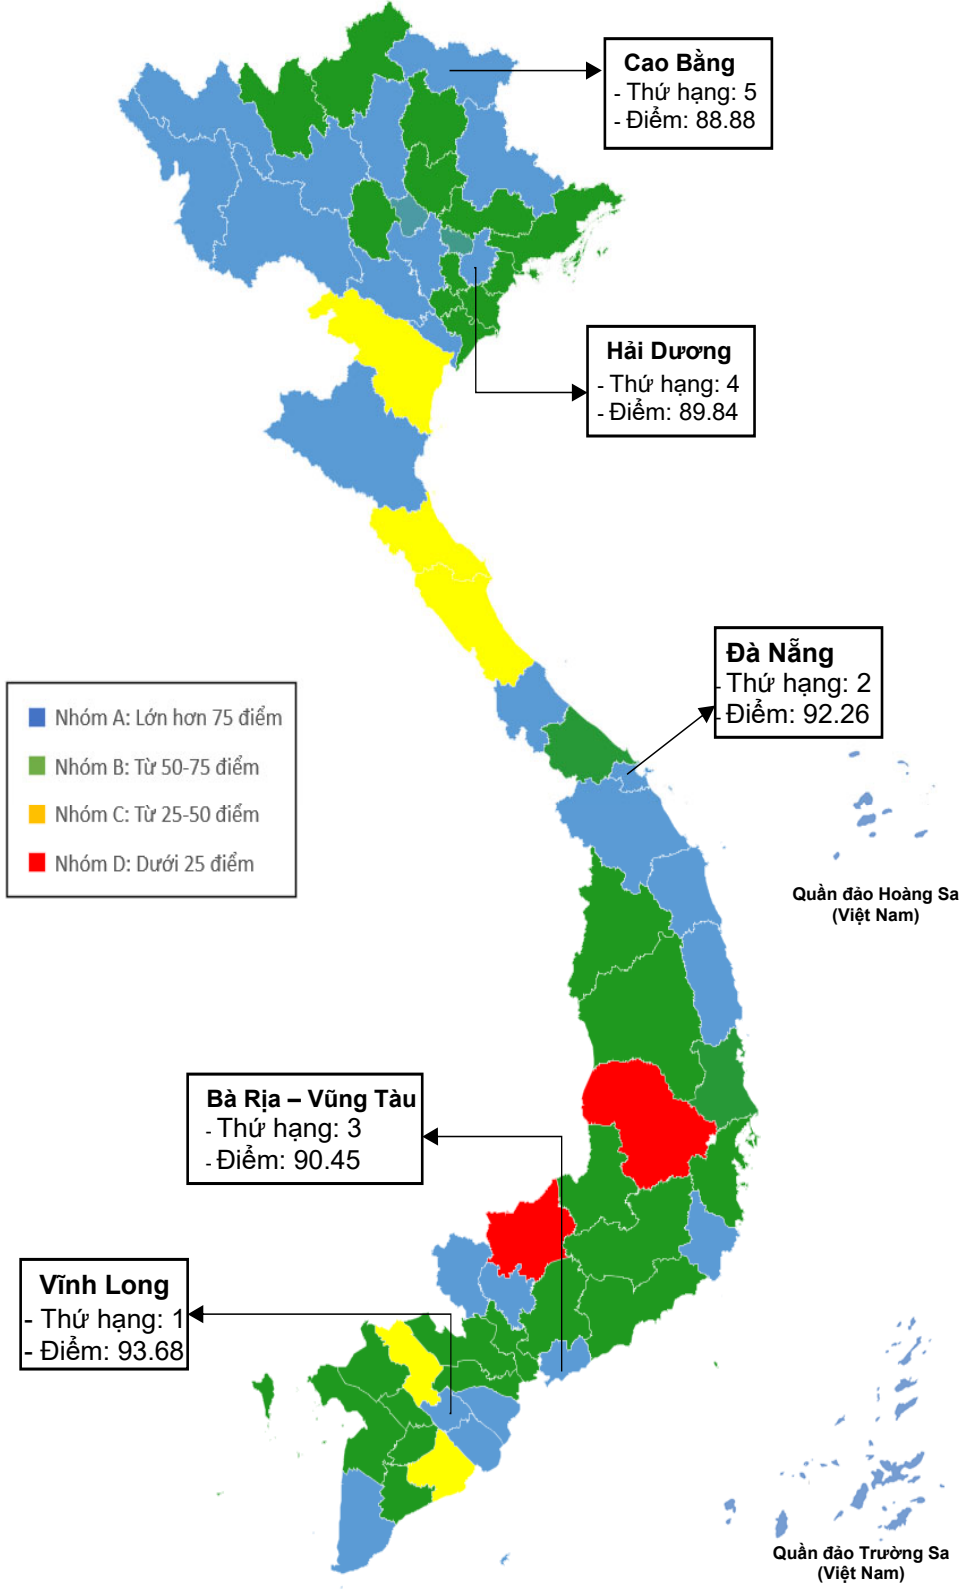 Cao Bằng
- Thứ hạng: 5
- Điểm: 88.88
Hải Dương
- Thứ hạng: 4
- Điểm: 89.84
Đà Nẵng
- Thứ hạng: 2
- Điểm: 92.26
Nhóm A: Lớn hơn 75 điểm
Nhóm B: Từ 50-75 điểm
Nhóm C: Từ 25-50 điểm
Nhóm D: Dưới 25 điểm
Quần đảo Hoàng Sa
(Việt Nam)
Bà Rịa – Vũng Tàu
- Thứ hạng: 3
- Điểm: 90.45
Vĩnh Long
- Thứ hạng: 1
- Điểm: 93.68
Quần đảo Trường Sa
(Việt Nam)